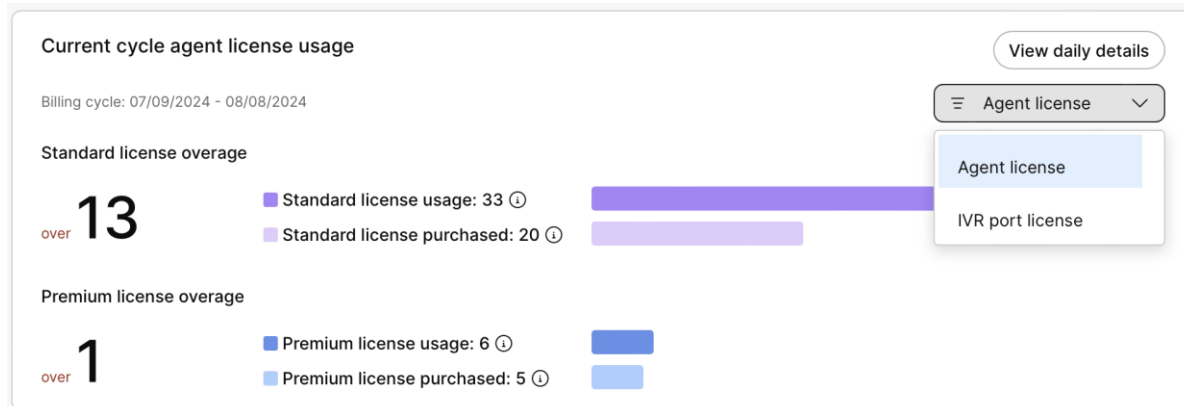 Current cycle agent license usage
View daily details
Billing cycle: 07/09/2024 - 08/08/2024
Agent license
Standard license overage
Agent license
IVR port license
over 13
Standard license usage: 33
Standard license purchased: 20
Premium license overage
over 1
Premium license usage: 6
Premium license purchased: 5